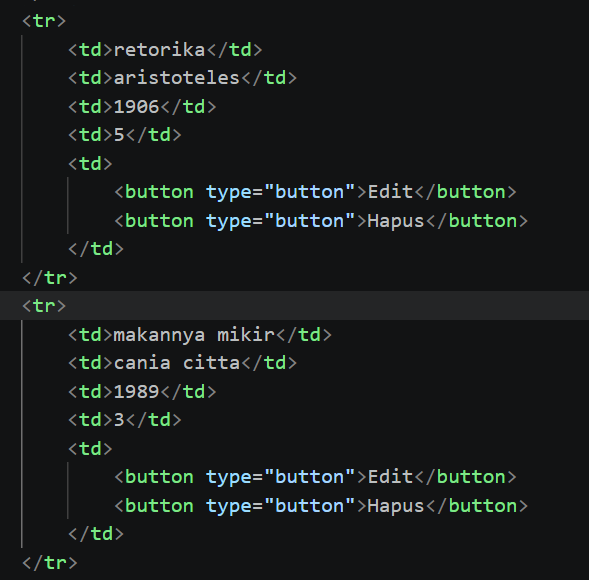 <tr>
    <td>retorika</td>
    <td>aristoteles</td>
    <td>1906</td>
    <td>5</td>
    <td>
        <button type="button">Edit</button>
        <button type="button">Hapus</button>
    </td>
</tr>
<tr>
    <td>makannya mikir</td>
    <td>cania citta</td>
    <td>1989</td>
    <td>3</td>
    <td>
        <button type="button">Edit</button>
        <button type="button">Hapus</button>
    </td>
</tr>